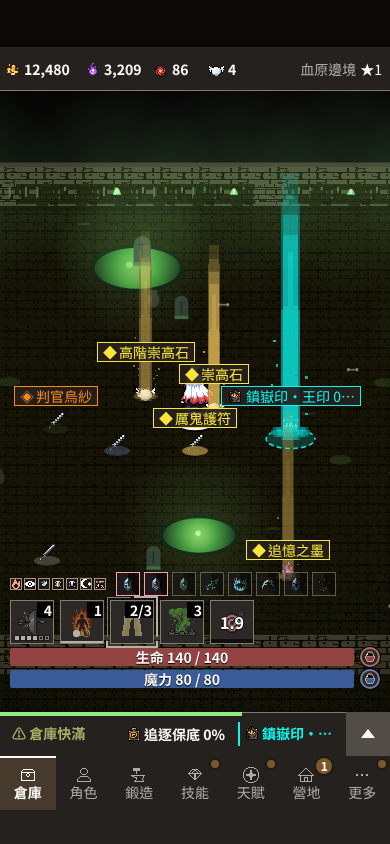 12,480 3,209 86 4 血原邊境 ★1
高階崇高石
崇高石
判官烏紗
鎮嶽印・王印 0⋯
厲鬼護符
追憶之墨
4 1 2/3 3 1.9
生命 140 / 140
魔力 80 / 80
倉庫快滿 追逐保底 0% 鎮嶽印・⋯
1
倉庫 角色 鍛造 技能 天賦 營地 更多